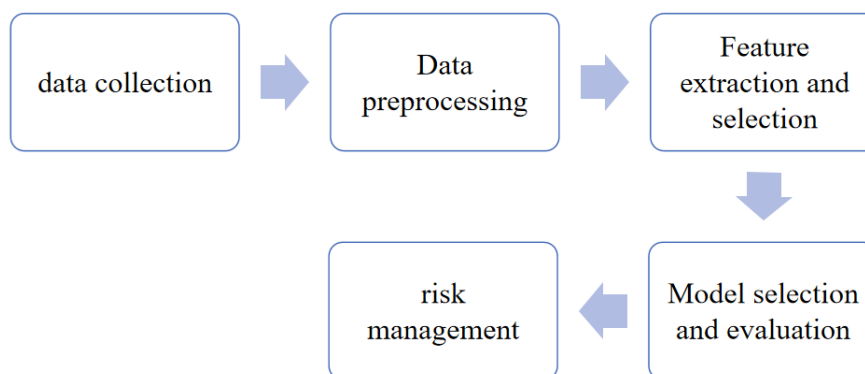 data collection
Data
preprocessing
Feature
extraction and
selection
Model selection
and evaluation
risk
management